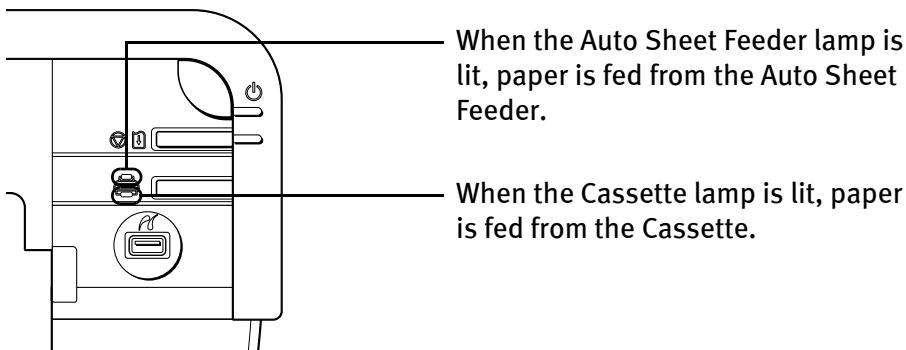 When the Auto Sheet Feeder lamp is
lit, paper is fed from the Auto Sheet
Feeder.
When the Cassette lamp is lit, paper
is fed from the Cassette.